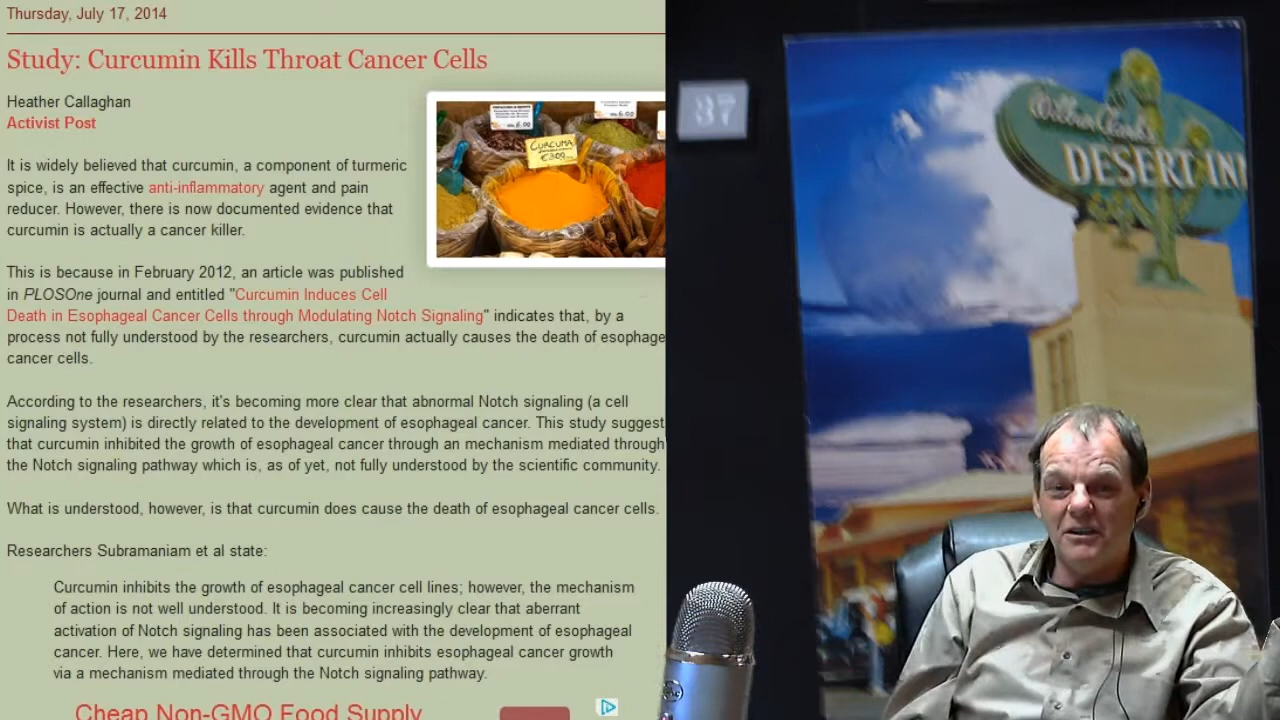 Thursday, July 17, 2014
Study: Curcumin Kills Throat Cancer Cells
Heather Callaghan
Activist Post
It is widely believed that curcumin, a component of turmeric
spice, is an effective anti-inflammatory agent and pain
reducer. However, there is now documented evidence that
curcumin is actually a cancer killer.
This is because in February 2012, an article was published
in PLOSOne journal and entitled "Curcumin Induces Cell
Death in Esophageal Cancer Cells through Modulating Notch Signaling" indicates that, by a
process not fully understood by the researchers, curcumin actually causes the death of esophage
cancer cells.
According to the researchers, it's becoming more clear that abnormal Notch signaling (a cell
signaling system) is directly related to the development of esophageal cancer. This study suggest
that curcumin inhibited the growth of esophageal cancer through an mechanism mediated through
the Notch signaling pathway which is, as of yet, not fully understood by the scientific community.
What is understood, however, is that curcumin does cause the death of esophageal cancer cells.
Researchers Subramaniam et al state:
Curcumin inhibits the growth of esophageal cancer cell lines; however, the mechanism
of action is not well understood. It is becoming increasingly clear that aberrant
activation of Notch signaling has been associated with the development of esophageal
cancer. Here, we have determined that curcumin inhibits esophageal cancer growth
via a mechanism mediated through the Notch signaling pathway.
Cheap Non-GMO Food Supply
CURCUMA
37
Wilbur Clark's
DESERT INN